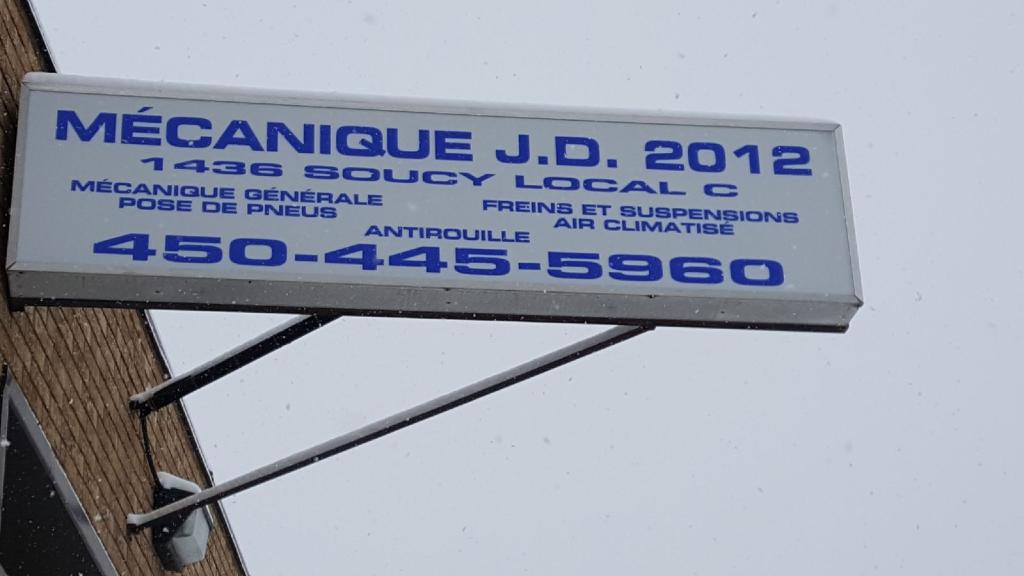 MÉCANIQUE J.D. 2012
1436 SOUCY LOCAL C
MÉCANIQUE GÉNÉRALE
POSE DE PNEUS
FREINS ET SUSPENSIONS
AIR CLIMATISÉ
ANTIROUILLE
450-445-5960